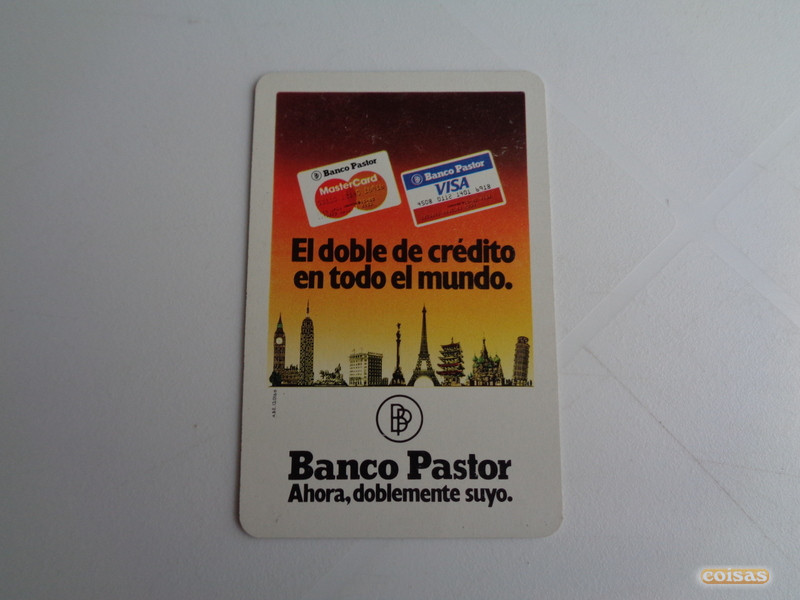 Banco Pastor
MasterCard
Banco Pastor
VISA
El doble de crédito
en todo el mundo.
BP
Banco Pastor
Ahora, doblemente suyo.
coisas